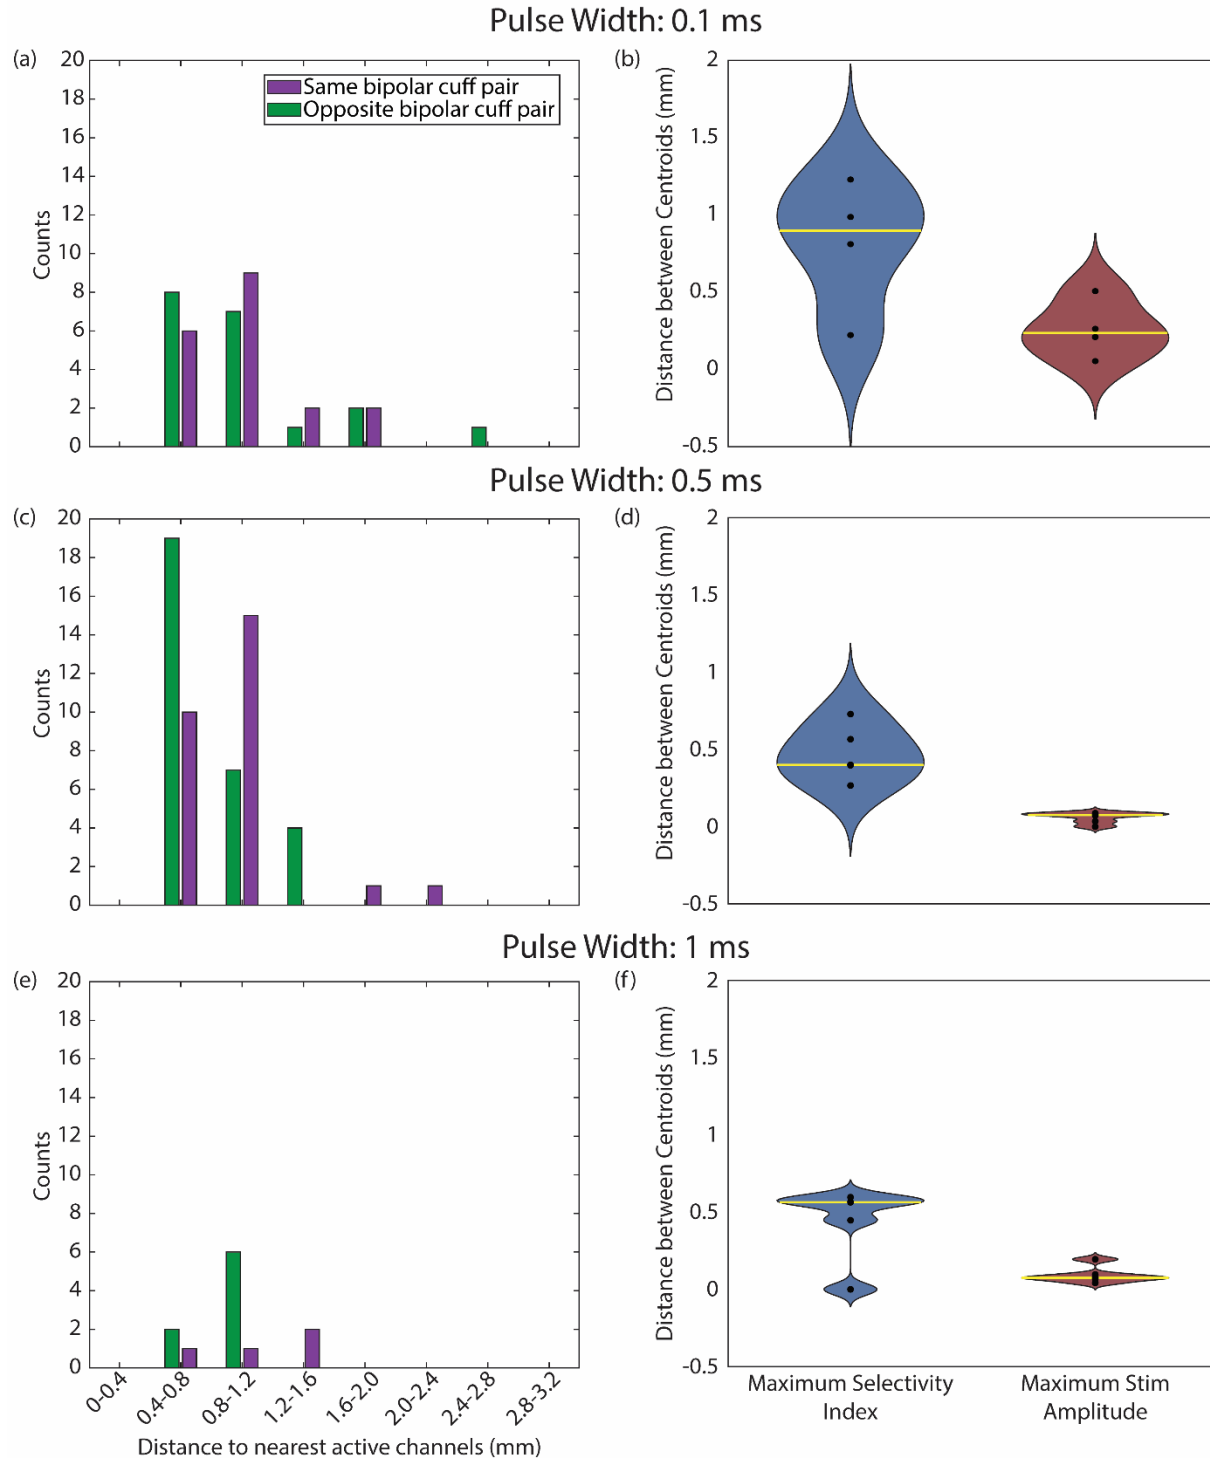 Pulse Width: 0.1 ms
(a)
20
18
16
14
12
10
8
6
4
2
0
Counts
Same bipolar cuff pair
Opposite bipolar cuff pair
(b)
2
1.5
1
0.5
0
-0.5
Distance between Centroids (mm)
Pulse Width: 0.5 ms
(c)
20
18
16
14
12
10
8
6
4
2
0
Counts
(d)
2
1.5
1
0.5
0
-0.5
Distance between Centroids (mm)
Pulse Width: 1 ms
(e)
20
18
16
14
12
10
8
6
4
2
0
Counts
0-0.4
0.4-0.8
0.8-1.2
1.2-1.6
1.6-2.0
2.0-2.4
2.4-2.8
2.8-3.2
Distance to nearest active channels (mm)
(f)
2
1.5
1
0.5
0
-0.5
Distance between Centroids (mm)
Maximum Selectivity
Index
Maximum Stim
Amplitude